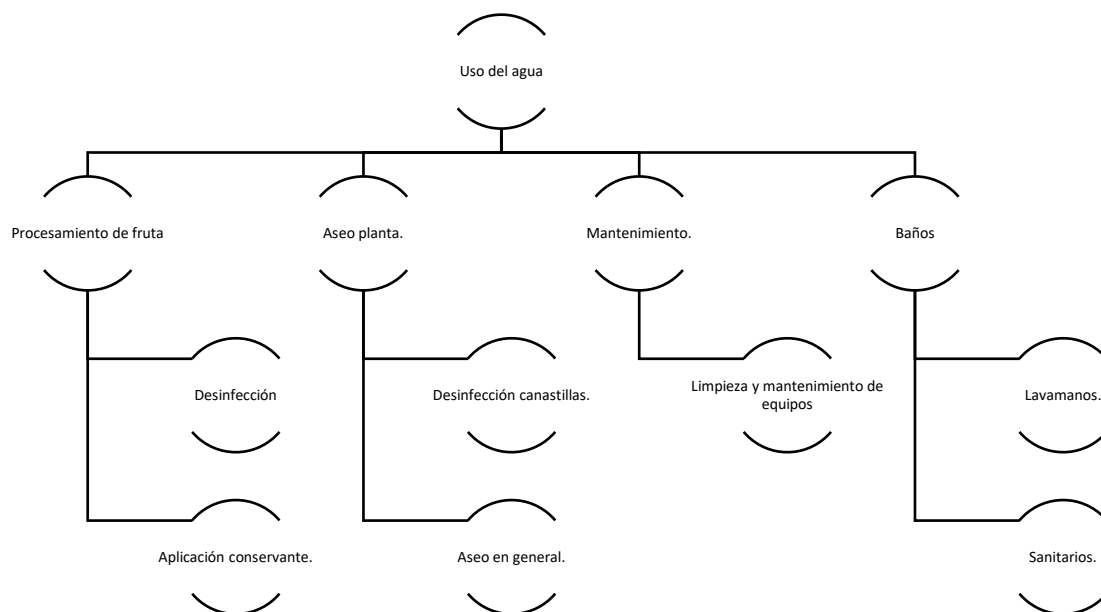 Uso del agua
Procesamiento de fruta
Aseo planta.
Mantenimiento.
Baños
Desinfección
Desinfección canastillas.
Limpieza y mantenimiento de
equipos
Lavamanos.
Aplicación conservante.
Aseo en general.
Sanitarios.